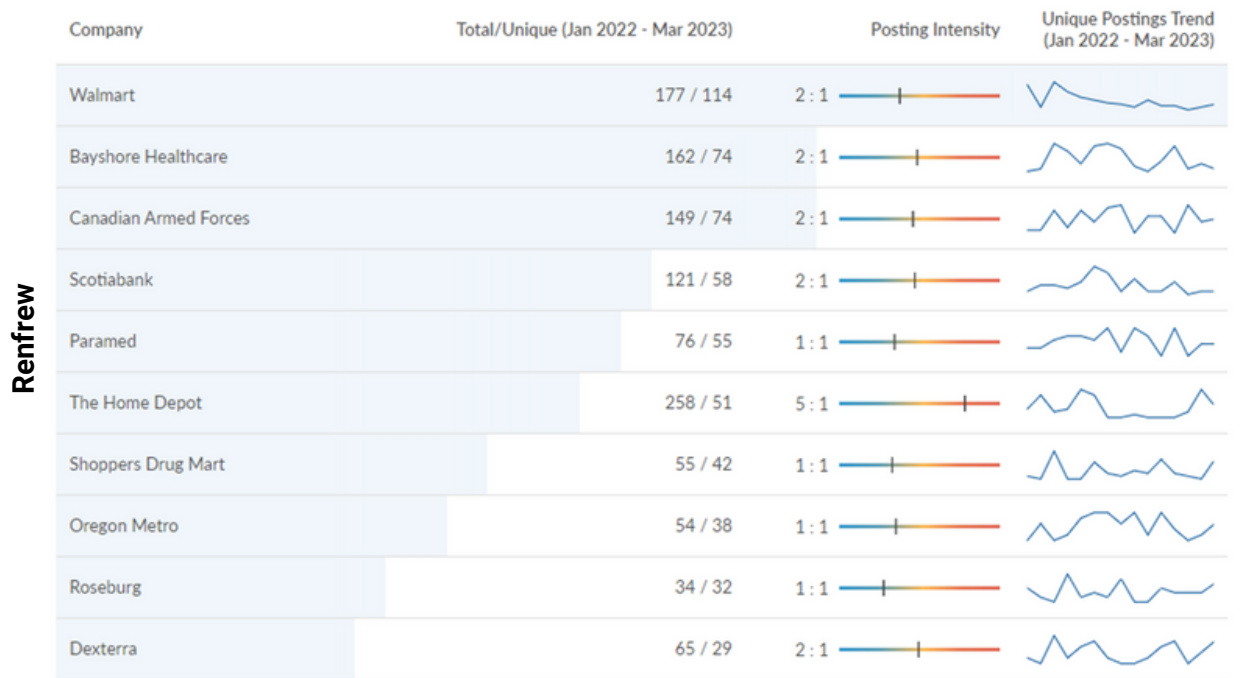 Company Total/Unique (Jan 2022 - Mar 2023) Posting Intensity Unique Postings Trend
(Jan 2022 - Mar 2023)
Walmart 177 / 114 2 : 1
Bayshore Healthcare 162 / 74 2 : 1
Canadian Armed Forces 149 / 74 2 : 1
Scotiabank 121 / 58 2 : 1
Paramed 76 / 55 1 : 1
The Home Depot 258 / 51 5 : 1
Shoppers Drug Mart 55 / 42 1 : 1
Oregon Metro 54 / 38 1 : 1
Roseburg 34 / 32 1 : 1
Dexterra 65 / 29 2 : 1
Renfrew